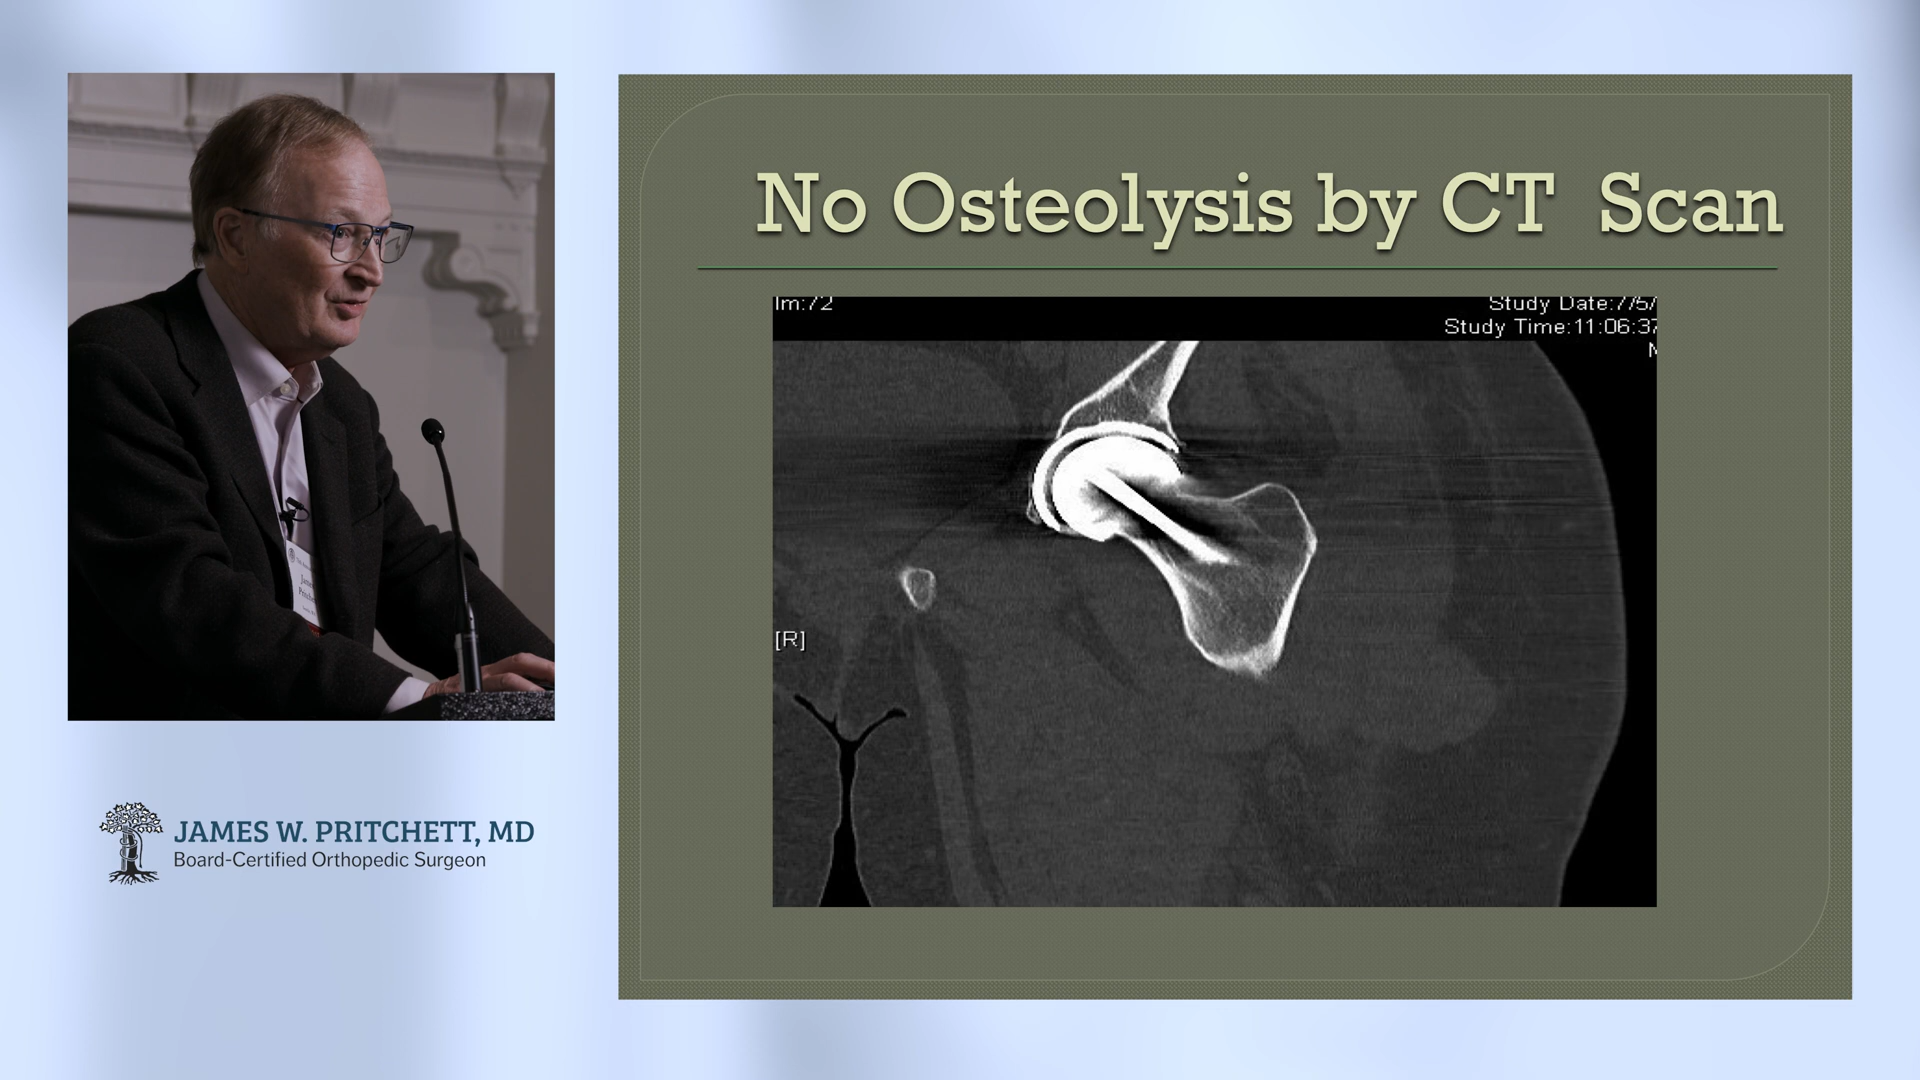 No Osteolysis by CT Scan
Im:72
Study Date:7/5/
Study Time:11:06:37
[R]
James
JAMES W. PRITCHETT, MD
Board-Certified Orthopedic Surgeon